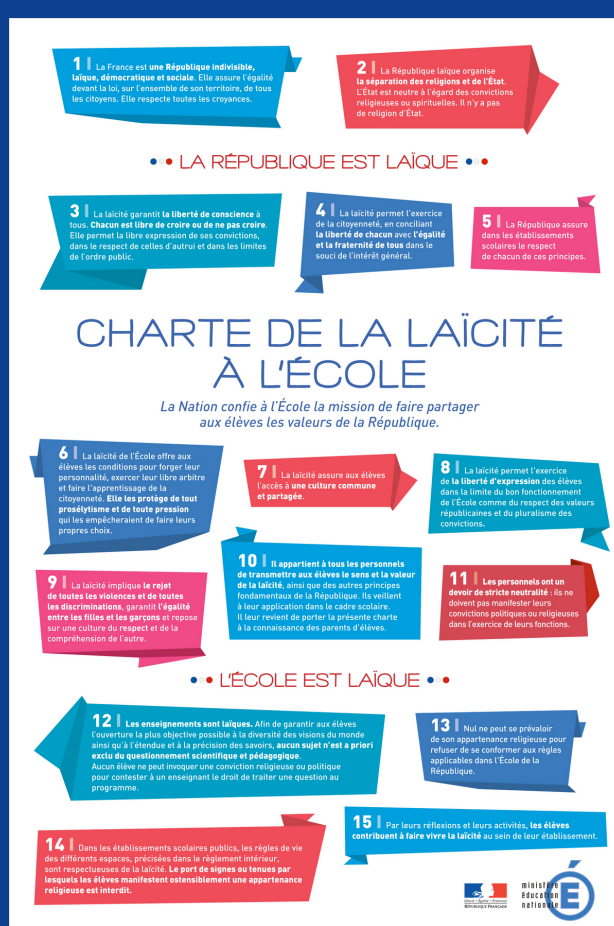 1 | La France est une République indivisible,
laïque, démocratique et sociale. Elle assure l'égalité
devant la loi, sur l'ensemble de son territoire, de tous
les citoyens. Elle respecte toutes les croyances.
2 | La République laïque organise
la séparation des religions et de l'État.
L'État est neutre à l'égard des convictions
religieuses ou spirituelles. Il n'y a pas
de religion d'État.
LA RÉPUBLIQUE EST LAÏQUE
3 | La laïcité garantit la liberté de conscience à
tous. Chacun est libre de croire ou de ne pas croire.
Elle permet la libre expression de ses convictions,
dans le respect de celles d'autrui et dans les limites
de l'ordre public.
4 | La laïcité permet l'exercice
de la citoyenneté, en conciliant
la liberté de chacun avec l'égalité
et la fraternité de tous dans le
souci de l'intérêt général.
5 | La République assure
dans les établissements
scolaires le respect
de chacun de ces principes.
CHARTE DE LA LAÏCITÉ
À L'ÉCOLE
La Nation confie à l'École la mission de faire partager
aux élèves les valeurs de la République.
6 | La laïcité de l'École offre aux
élèves les conditions pour forger leur
personnalité, exercer leur libre arbitre
et faire l'apprentissage de la
citoyenneté. Elle les protège de tout
prosélytisme et de toute pression
qui les empêcheraient de faire leurs
propres choix.
7 | La laïcité assure aux élèves
l'accès à une culture commune
et partagée.
8 | La laïcité permet l'exercice
de la liberté d'expression des élèves
dans la limite du bon fonctionnement
de l'École comme du respect des valeurs
républicaines et du pluralisme des
convictions.
9 | La laïcité implique le rejet
de toutes les violences et de toutes
les discriminations, garantit l'égalité
entre les filles et les garçons et repose
sur une culture du respect et de la
compréhension de l'autre.
10 | Il appartient à tous les personnels
de transmettre aux élèves le sens et la valeur
de la laïcité, ainsi que des autres principes
fondamentaux de la République. Ils veillent
à leur application dans le cadre scolaire.
Il leur revient de porter la présente charte
à la connaissance des parents d'élèves.
11 | Les personnels ont un
devoir de stricte neutralité : ils ne
doivent pas manifester leurs
convictions politiques ou religieuses
dans l'exercice de leurs fonctions.
L'ÉCOLE EST LAÏQUE
12 | Les enseignements sont laïques. Afin de garantir aux élèves
l'ouverture la plus objective possible à la diversité des visions du monde
ainsi qu'à l'étendue et à la précision des savoirs, aucun sujet n'est a priori
exclu du questionnement scientifique et pédagogique.
Aucun élève ne peut invoquer une conviction religieuse ou politique
pour contester à un enseignant le droit de traiter une question au
programme.
13 | Nul ne peut se prévaloir
de son appartenance religieuse pour
refuser de se conformer aux règles
applicables dans l'École de la
République.
14 | Dans les établissements scolaires publics, les règles de vie
des différents espaces, précisées dans le règlement intérieur,
sont respectueuses de la laïcité. Le port de signes ou tenues par
lesquels les élèves manifestent ostensiblement une appartenance
religieuse est interdit.
15 | Par leurs réflexions et leurs activités, les élèves
contribuent à faire vivre la laïcité au sein de leur établissement.
Liberté • Égalité • Fraternité
RÉPUBLIQUE FRANÇAISE
ministère
éducation
nationale
É